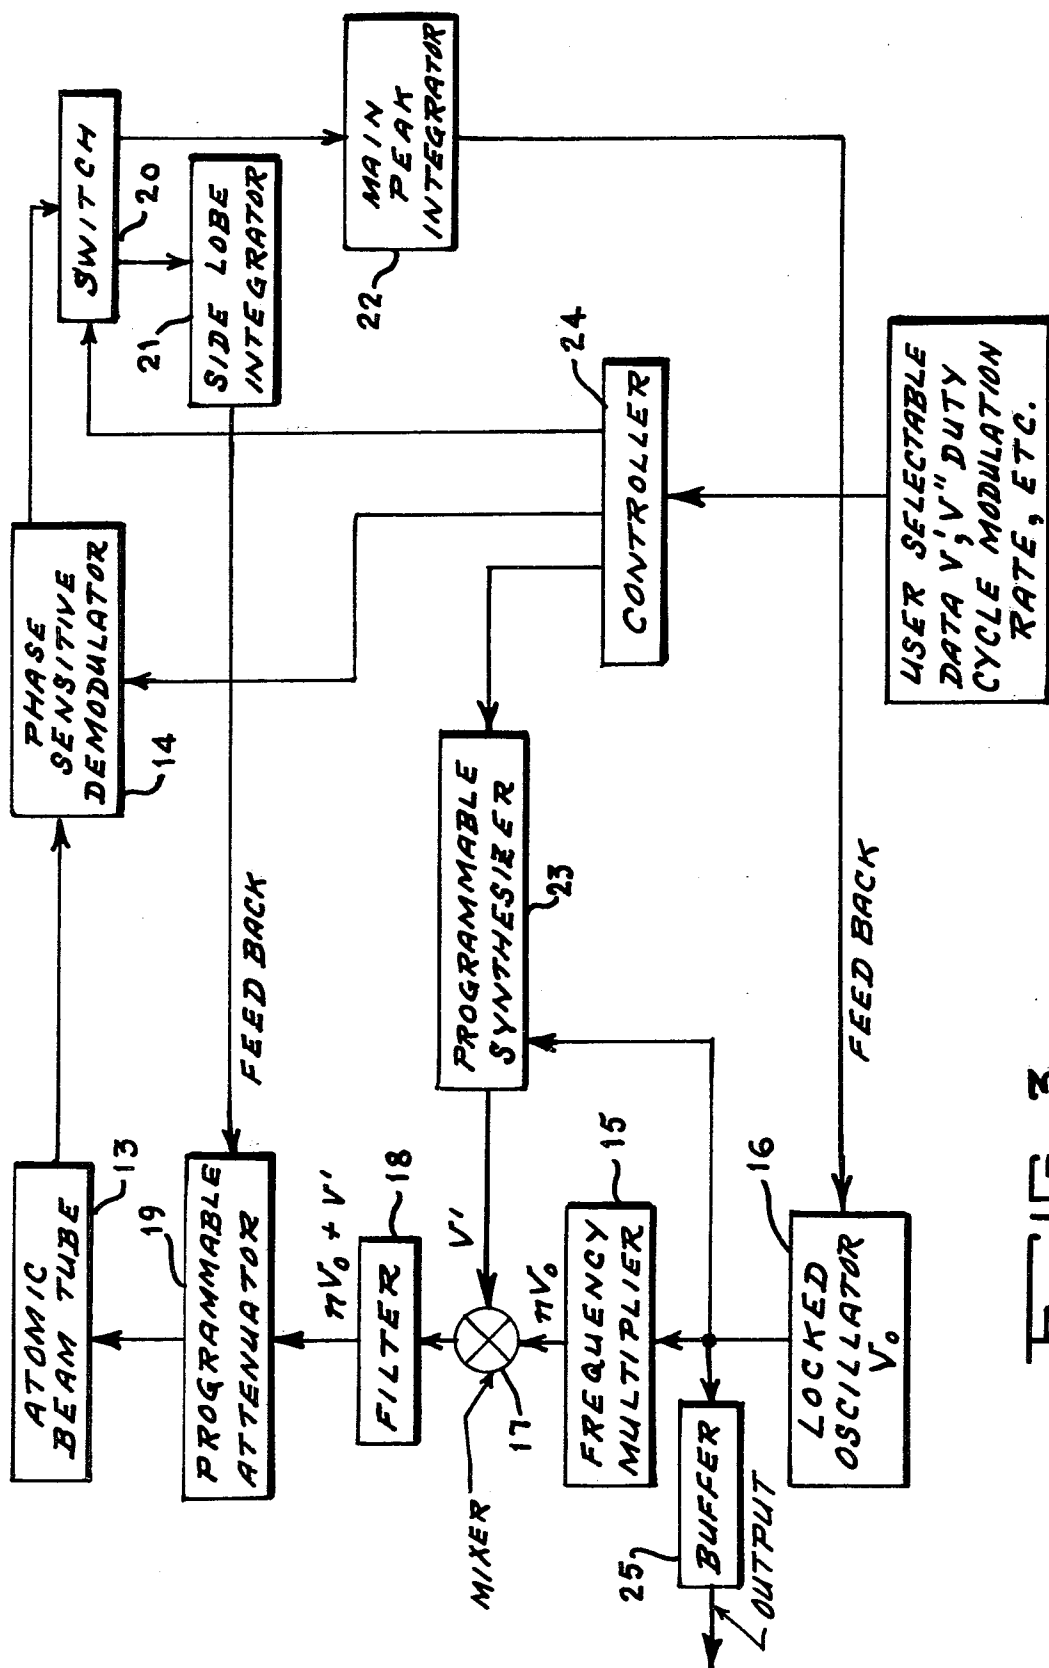 ATOMIC
BEAM TUBE
13
PHASE
SENSITIVE
DEMODULATOR
14
SWITCH
20
PROGRAMMABLE
ATTENUATOR
19
FEED BACK
SIDE LOBE
INTEGRATOR
21
MAIN
PEAK
INTEGRATOR
22
nV₀ + V'
FILTER
18
MIXER
17
V'
nV₀
PROGRAMMABLE
SYNTHESIZER
23
FREQUENCY
MULTIPLIER
15
CONTROLLER
24
BUFFER
25
OUTPUT
LOCKED
OSCILLATOR
V₀
16
FEED BACK
USER SELECTABLE
DATA V', V" DUTY
CYCLE MODULATION
RATE, ETC.